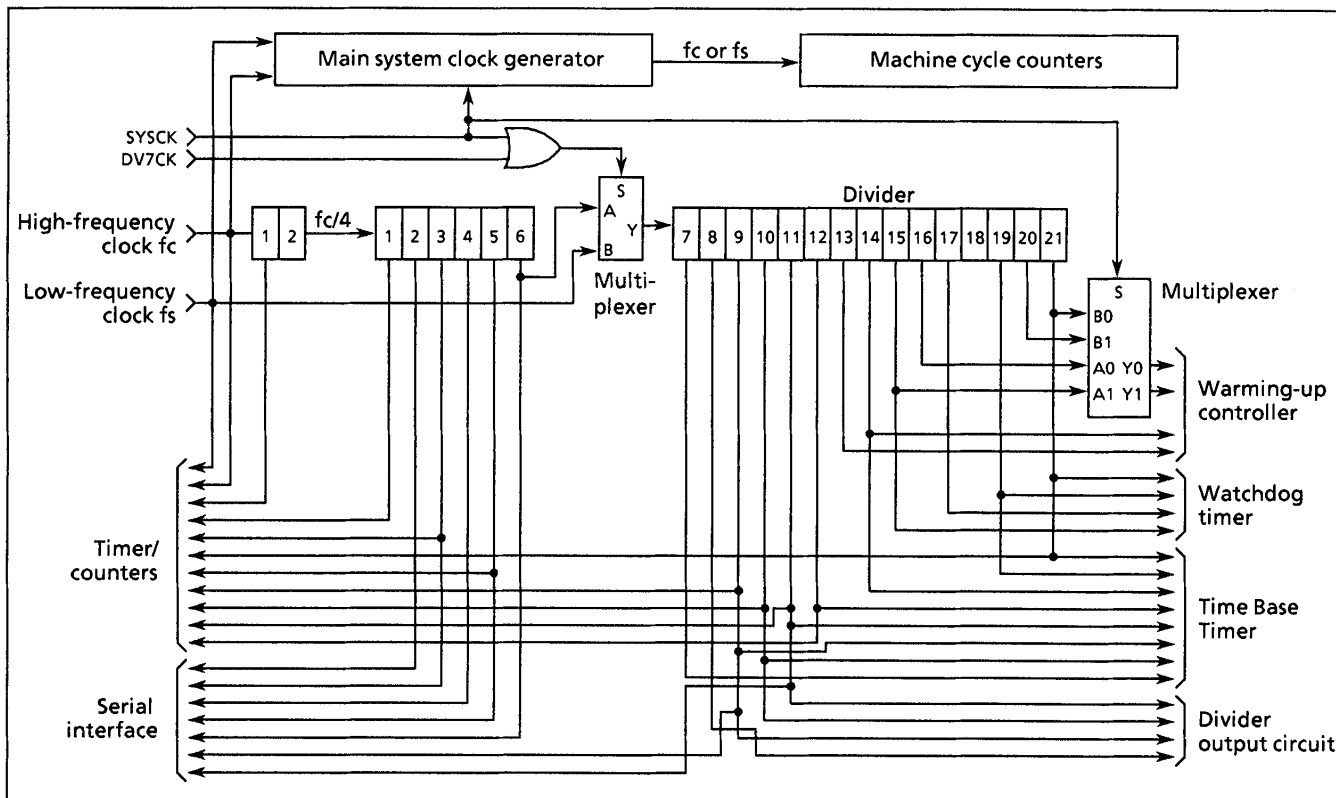 Main system clock generator
fc or fs
Machine cycle counters
SYSCK
DV7CK
High-frequency
clock fc
1 2
fc/4
1 2 3 4 5 6
Low-frequency
clock fs
S
A
Y
B
Multi-
plexer
Divider
7 8 9 10 11 12 13 14 15 16 17 18 19 20 21
S
B0
B1
A0 Y0
A1 Y1
Multiplexer
Warming-up
controller
Watchdog
timer
Timer/
counters
Time Base
Timer
Serial
interface
Divider
output circuit